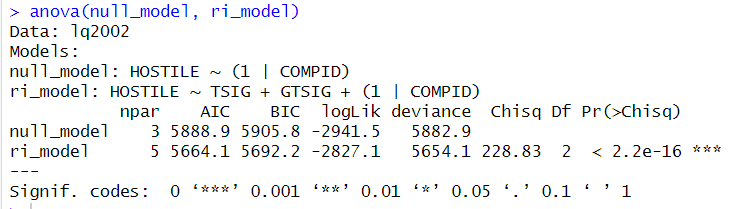 > anova(null_model, ri_model)
Data: lq2002
Models:
null_model: HOSTILE ~ (1 | COMPID)
ri_model: HOSTILE ~ TSIG + GTSIG + (1 | COMPID)
           npar    AIC    BIC  logLik deviance  Chisq Df Pr(>Chisq)
null_model    3 5888.9 5905.8 -2941.5   5882.9
ri_model      5 5664.1 5692.2 -2827.1   5654.1 228.83  2  < 2.2e-16 ***
---
Signif. codes:  0 ‘***’ 0.001 ‘**’ 0.01 ‘*’ 0.05 ‘.’ 0.1 ‘ ’ 1